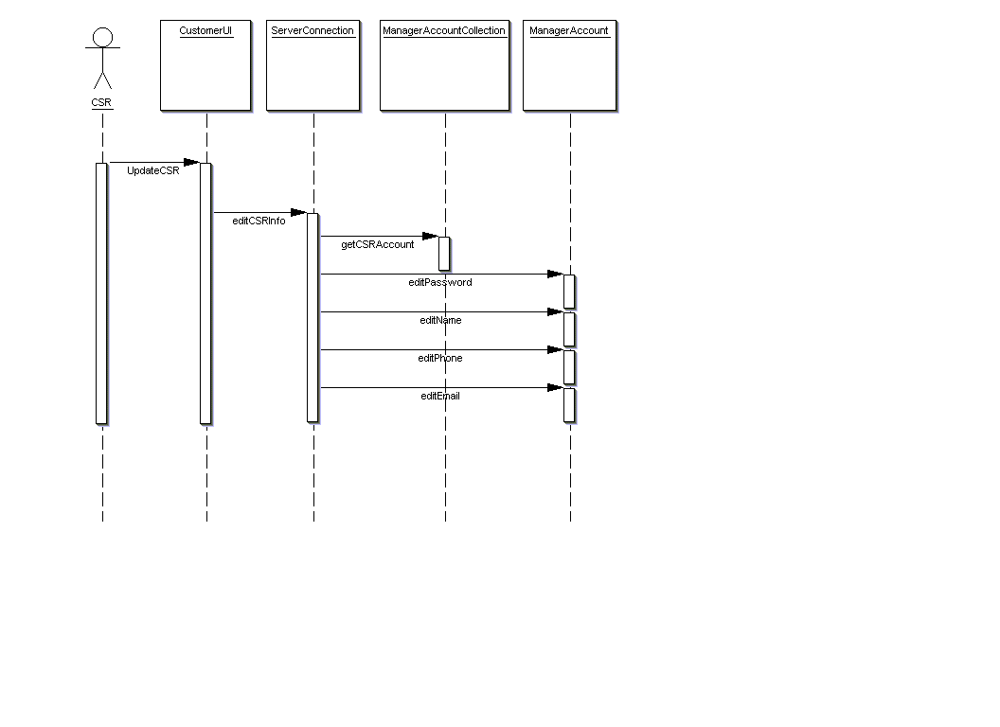 CustomerUI
ServerConnection
ManagerAccountCollection
ManagerAccount
CSR
UpdateCSR
editCSRInfo
getCSRAccount
editPassword
editName
editPhone
editEmail